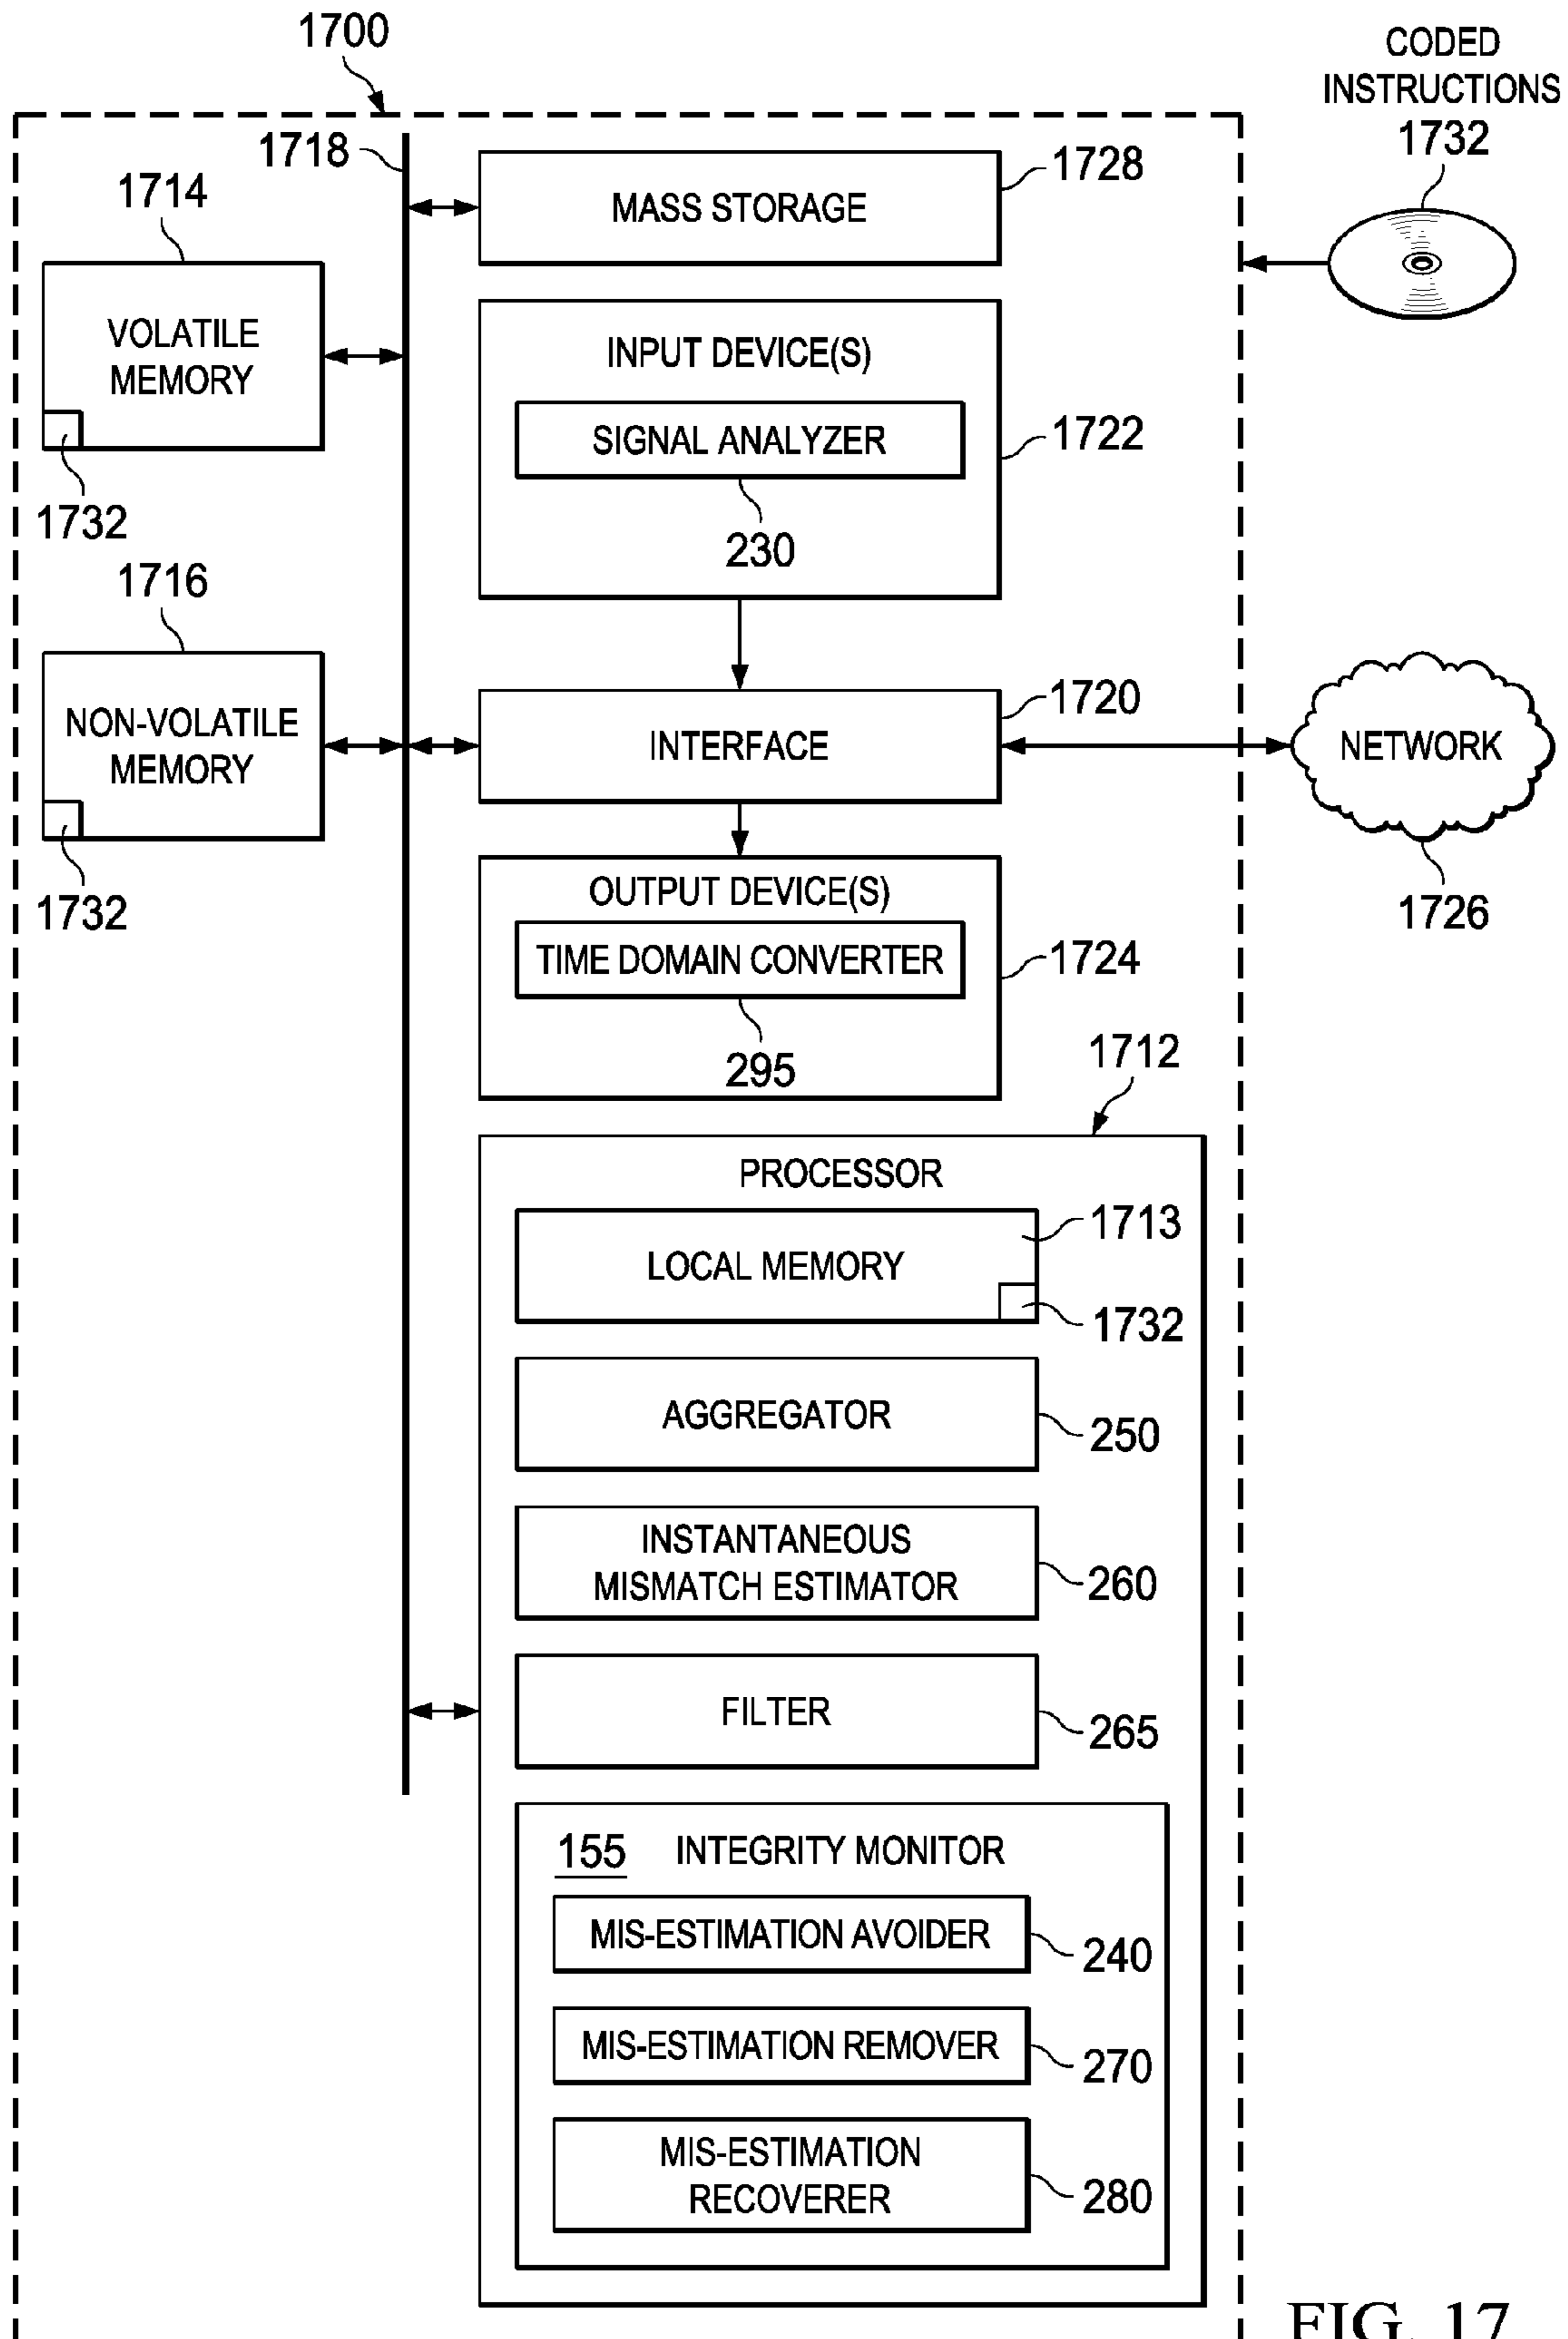 1700
CODED
INSTRUCTIONS
1732
1718
1714
VOLATILE
MEMORY
1732
MASS STORAGE
1728
INPUT DEVICE(S)
SIGNAL ANALYZER
1722
230
1716
NON-VOLATILE
MEMORY
1732
INTERFACE
1720
NETWORK
1726
OUTPUT DEVICE(S)
TIME DOMAIN CONVERTER
1724
295
1712
PROCESSOR
LOCAL MEMORY
1713
1732
AGGREGATOR
250
INSTANTANEOUS
MISMATCH ESTIMATOR
260
FILTER
265
155 INTEGRITY MONITOR
MIS-ESTIMATION AVOIDER
240
MIS-ESTIMATION REMOVER
270
MIS-ESTIMATION
RECOVERER
280
FIG. 17